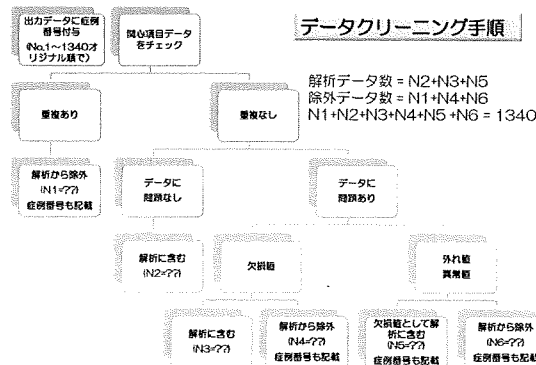 データクリーニング手順
出力データに症例
番号付与
(No.1～1340オ
リジナル順で)
関心項目データ
をチェック
解析データ数 = N2+N3+N5
除外データ数 = N1+N4+N6
N1+N2+N3+N4+N5+N6 = 1340
重複あり
重複なし
解析から除外
(N1=??)
症例番号も記載
データに
問題なし
データに
問題あり
解析に含む
(N2=??)
欠損値
外れ値
異常値
解析に含む
(N3=??)
解析から除外
(N4=??)
症例番号も記載
欠損値として解
析に含む
(N5=??)
症例番号も記載
解析から除外
(N6=??)
症例番号も記載